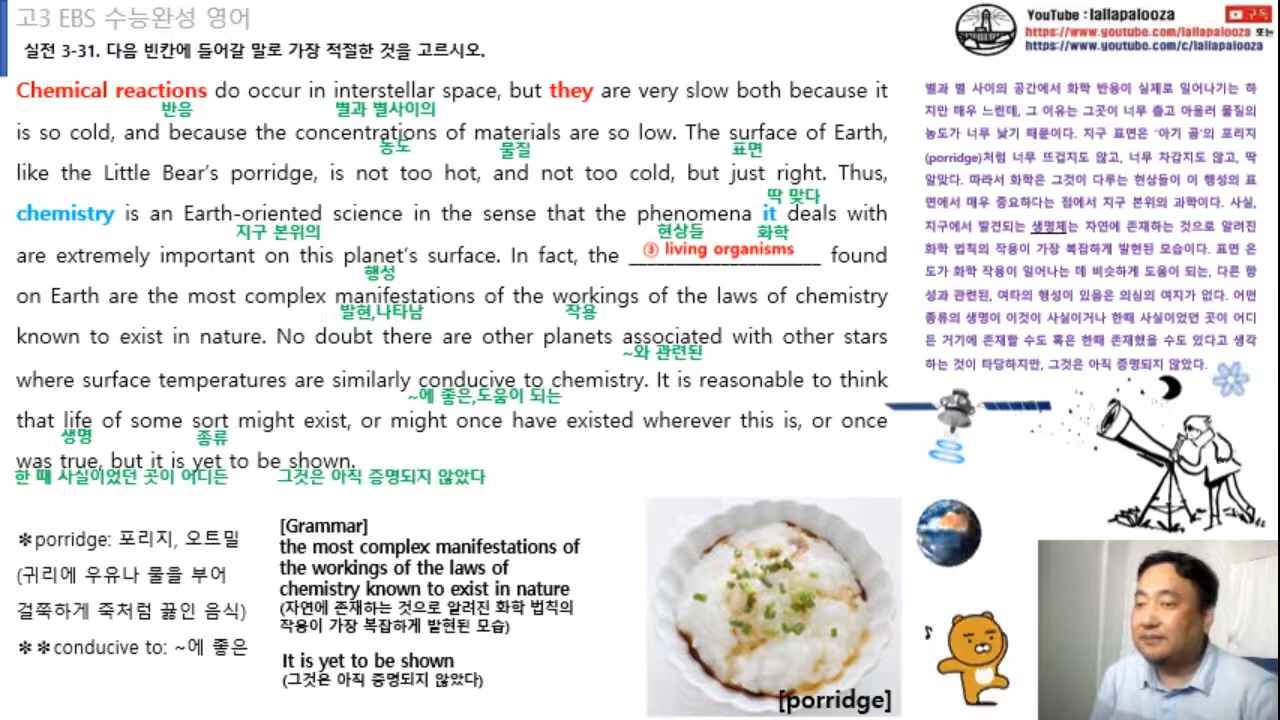 고3 EBS 수능완성 영어
실전 3-31. 다음 빈칸에 들어갈 말로 가장 적절한 것을 고르시오.
Chemical reactions do occur in interstellar space, but they are very slow both because it
반응 별과 별사이의
is so cold, and because the concentrations of materials are so low. The surface of Earth,
농도 물질 표면
like the Little Bear's porridge, is not too hot, and not too cold, but just right. Thus,
딱 맞다
chemistry is an Earth-oriented science in the sense that the phenomena it deals with
지구 본위의 현상들 화학
are extremely important on this planet's surface. In fact, the ③ living organisms found
행성
on Earth are the most complex manifestations of the workings of the laws of chemistry
발현,나타남 작용
known to exist in nature. No doubt there are other planets associated with other stars
~와 관련된
where surface temperatures are similarly conducive to chemistry. It is reasonable to think
~에 좋은,도움이 되는
that life of some sort might exist, or might once have existed wherever this is, or once
생명 종류
was true, but it is yet to be shown.
한 때 사실이었던 곳이 어디든 그것은 아직 증명되지 않았다
*porridge: 포리지, 오트밀
(귀리에 우유나 물을 부어
걸쭉하게 죽처럼 끓인 음식)
**conducive to: ~에 좋은
[Grammar]
the most complex manifestations of
the workings of the laws of
chemistry known to exist in nature
(자연에 존재하는 것으로 알려진 화학 법칙의
작용이 가장 복잡하게 발현된 모습)
It is yet to be shown
(그것은 아직 증명되지 않았다)
[porridge]
YouTube : lallapalooza
구독
https://www.youtube.com/lallapalooza 또는
https://www.youtube.com/c/lallapalooza
별과 별 사이의 공간에서 화학 반응이 실제로 일어나기는 하
지만 매우 느린데, 그 이유는 그곳이 너무 춥고 아울러 물질의
농도가 너무 낮기 때문이다. 지구 표면은 '아기 곰'의 포리지
(porridge)처럼 너무 뜨겁지도 않고, 너무 차갑지도 않고, 딱
알맞다. 따라서 화학은 그것이 다루는 현상들이 이 행성의 표
면에서 매우 중요하다는 점에서 지구 본위의 과학이다. 사실,
지구에서 발견되는 생명체는 자연에 존재하는 것으로 알려진
화학 법칙의 작용이 가장 복잡하게 발현된 모습이다. 표면 온
도가 화학 작용이 일어나는 데 비슷하게 도움이 되는, 다른 항
성과 관련된, 여타의 행성이 있음은 의심의 여지가 없다. 어떤
종류의 생명이 이것이 사실이거나 한때 사실이었던 곳이 어디
든 거기에 존재할 수도 혹은 한때 존재했을 수도 있다고 생각
하는 것이 타당하지만, 그것은 아직 증명되지 않았다.